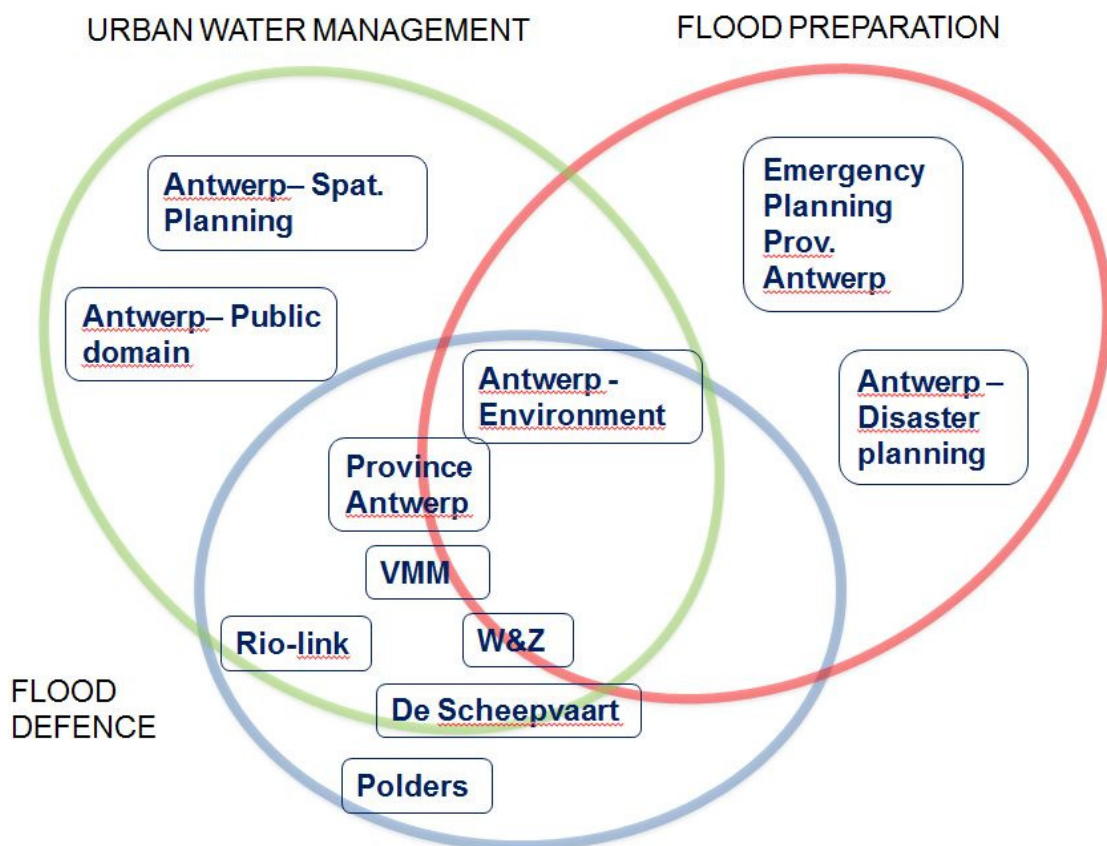 URBAN WATER MANAGEMENT
FLOOD PREPARATION
Antwerp– Spat.
Planning
Emergency
Planning
Prov.
Antwerp
Antwerp– Public
domain
Antwerp -
Environment
Antwerp –
Disaster
planning
Province
Antwerp
VMM
Rio-link
W&Z
FLOOD
DEFENCE
De Scheepvaart
Polders